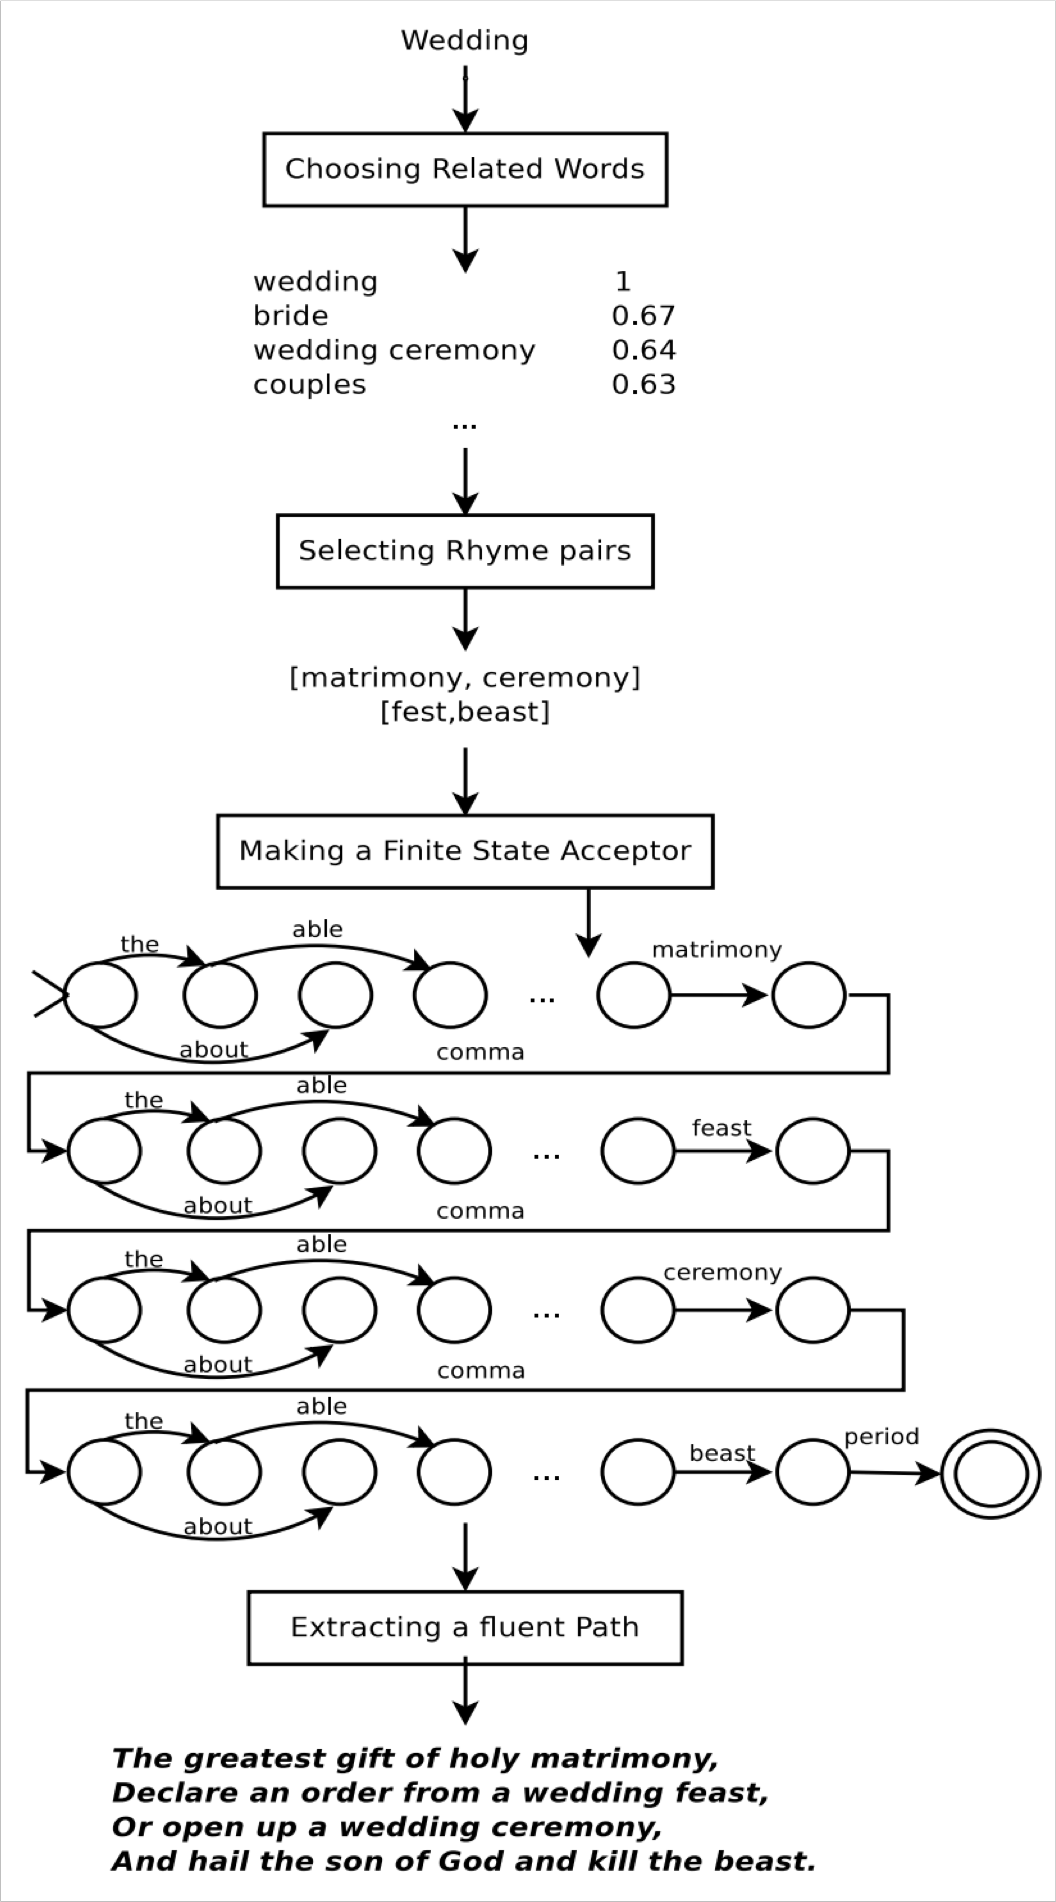 Wedding
Choosing Related Words
wedding 1
bride 0.67
wedding ceremony 0.64
couples 0.63
...
Selecting Rhyme pairs
[matrimony, ceremony]
[fest,beast]
Making a Finite State Acceptor
the able matrimony
...
about comma
the able feast
...
about comma
the able ceremony
...
about comma
the able beast period
...
about
Extracting a fluent Path
The greatest gift of holy matrimony,
Declare an order from a wedding feast,
Or open up a wedding ceremony,
And hail the son of God and kill the beast.